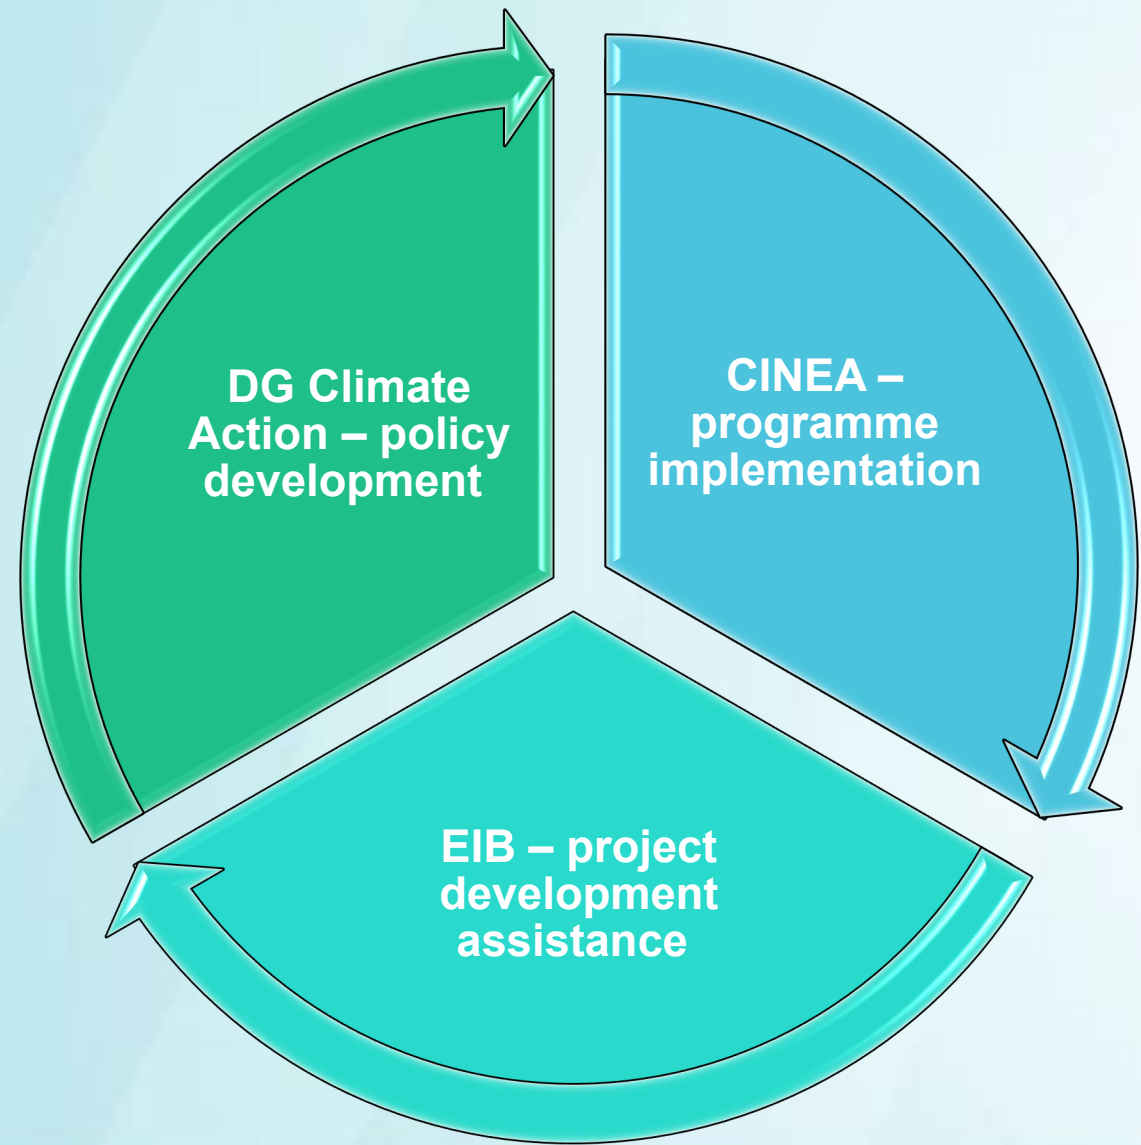 DG Climate
Action – policy
development
CINEA –
programme
implementation
EIB – project
development
assistance